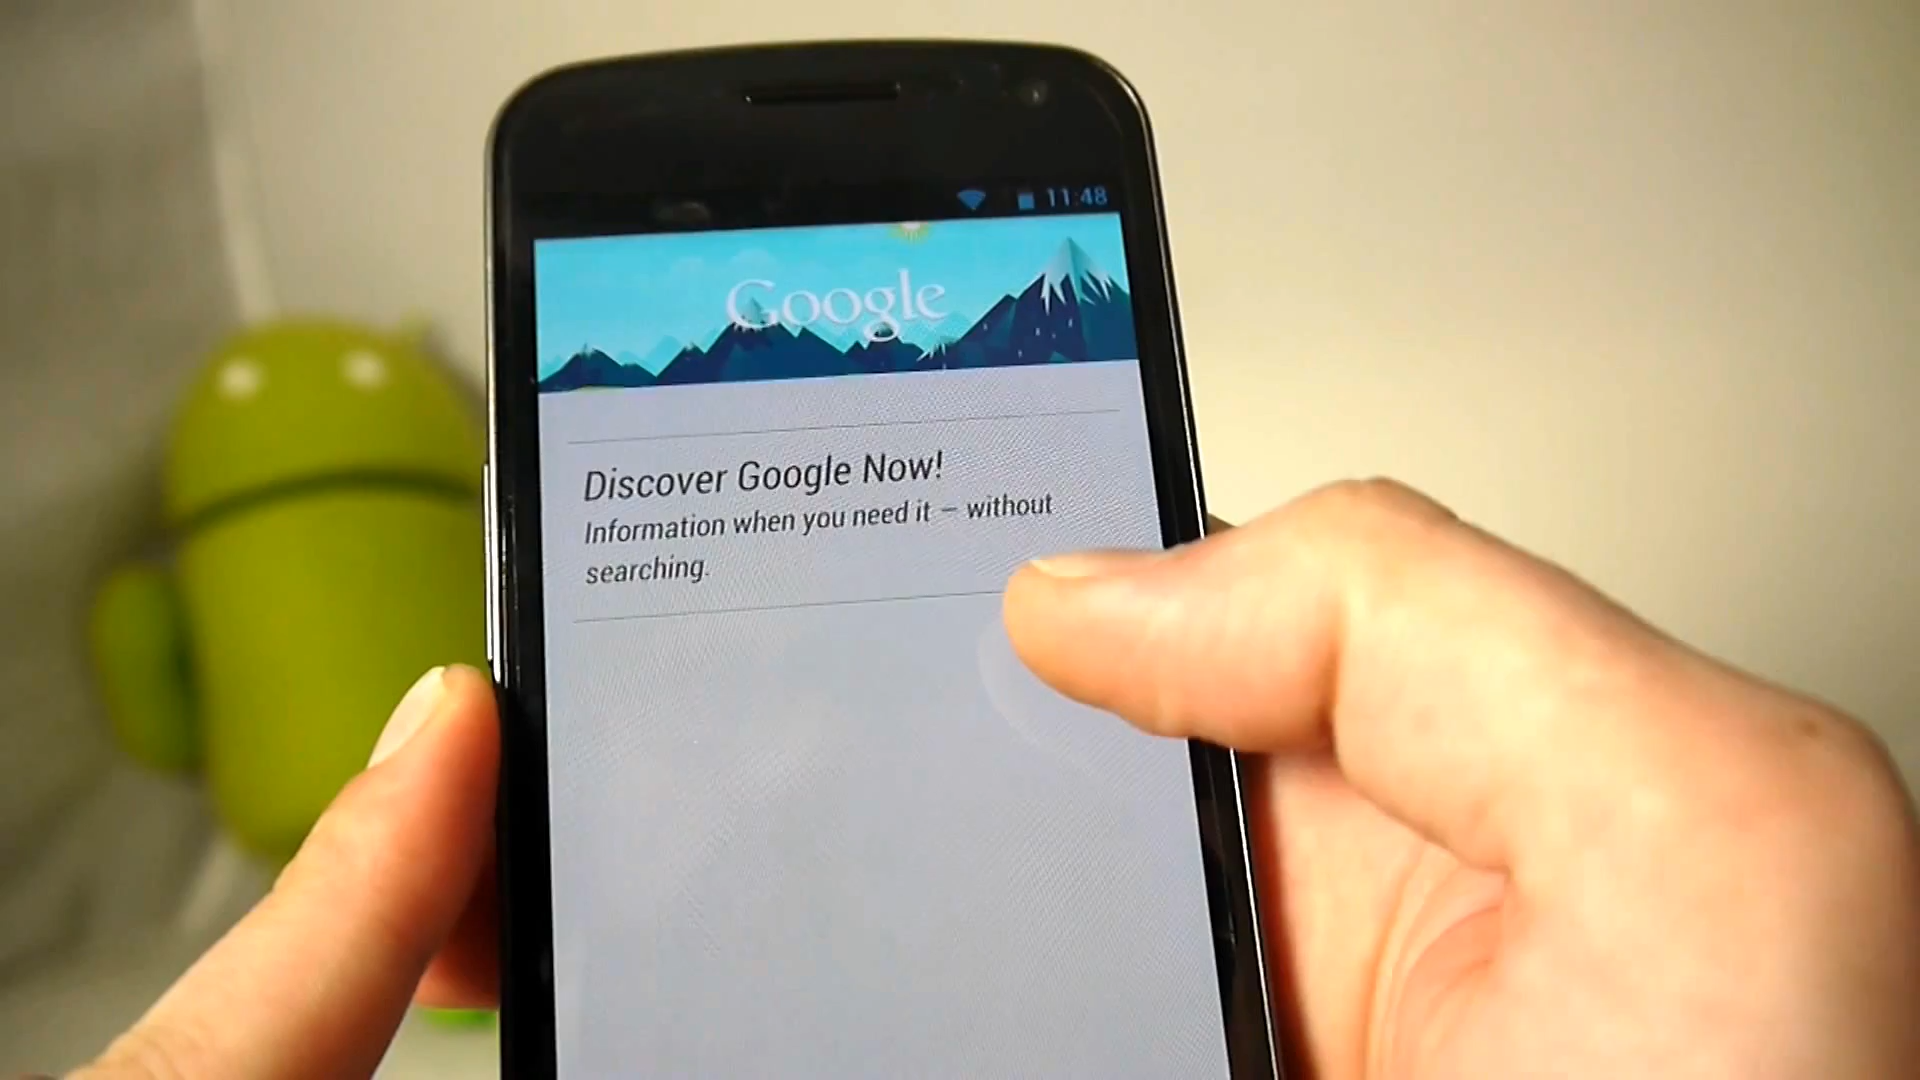 11:48
Google
Discover Google Now!
Information when you need it – without
searching.